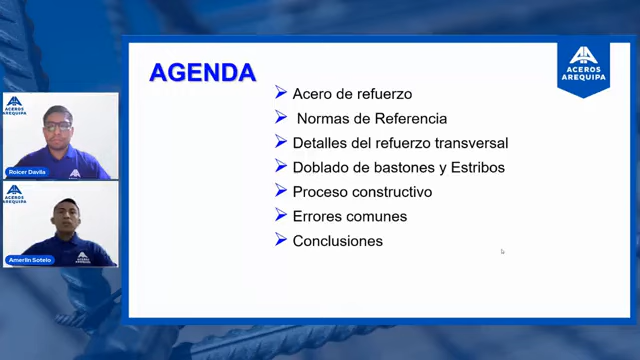 AGENDA
Acero de refuerzo
Normas de Referencia
Detalles del refuerzo transversal
Doblado de bastones y Estribos
Proceso constructivo
Errores comunes
Conclusiones
ACEROS
AREQUIPA
ACEROS
AREQUIPA
Roicer Davila
ACEROS
AREQUIPA
Amerlin Sotelo